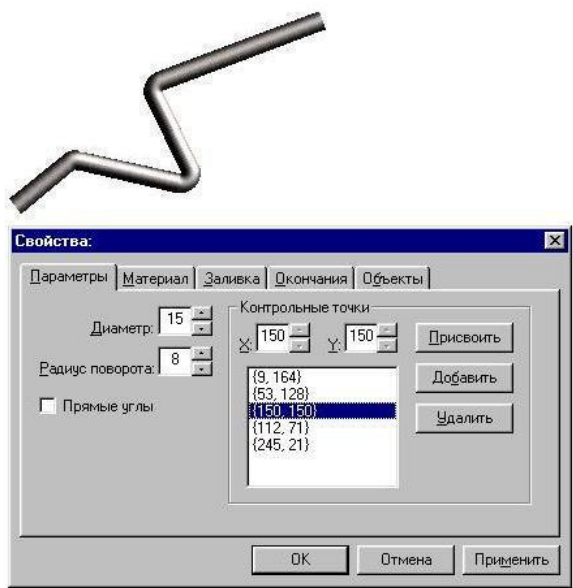 Свойства:
Параметры Материал Заливка Окончания Объекты
Диаметр: 15
Радиус поворота: 8
Прямые углы
Контрольные точки
X: 150 Y: 150
{9, 164}
{53, 128}
{150, 150}
{112, 71}
{245, 21}
Присвоить
Добавить
Удалить
OK Отмена Применить